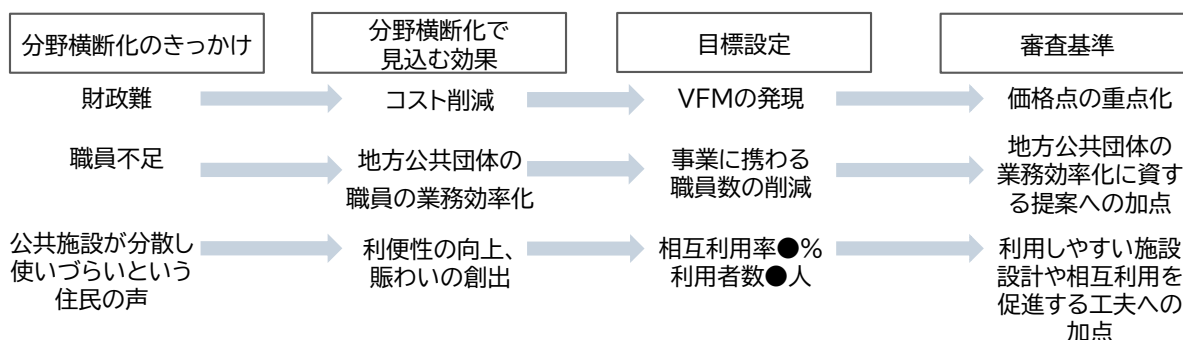 分野横断化のきっかけ
分野横断化で
見込む効果
目標設定
審査基準
財政難
コスト削減
VFMの発現
価格点の重点化
職員不足
地方公共団体の
職員の業務効率化
事業に携わる
職員数の削減
地方公共団体の
業務効率化に資す
る提案への加点
公共施設が分散し
使いづらいという
住民の声
利便性の向上、
賑わいの創出
相互利用率●%
利用者数●人
利用しやすい施設
設計や相互利用を
促進する工夫への
加点